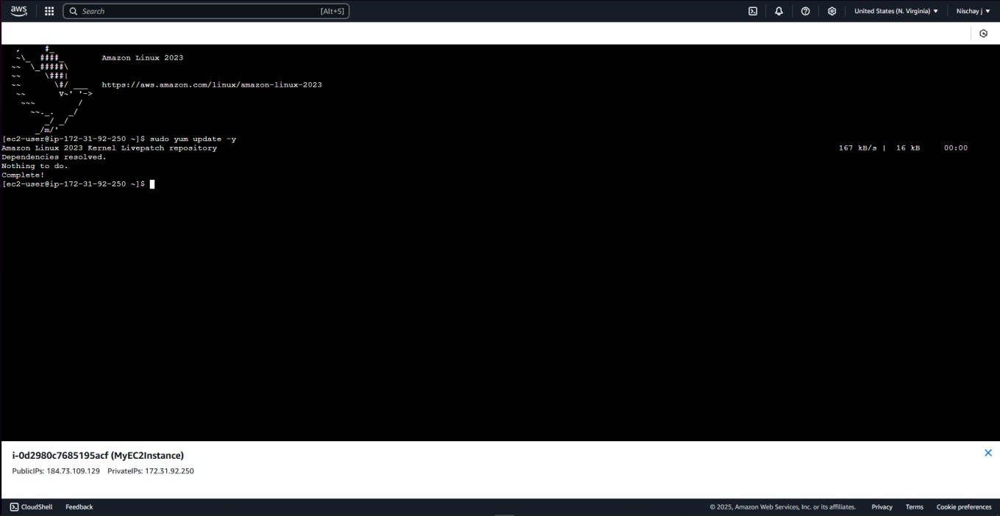 aws
Search [Alt+S]
United States (N. Virginia) ▼
Nischay j ▼
   ,     #_
   ~\_  ####_        Amazon Linux 2023
  ~~  \_#####\
  ~~     \###|
  ~~       \#/ ___   https://aws.amazon.com/linux/amazon-linux-2023
   ~~       V~' '->
    ~~~         /
      ~~._.   _/
         _/ _/
       _/m/'
[ec2-user@ip-172-31-92-250 ~]$ sudo yum update -y
Amazon Linux 2023 Kernel Livepatch repository 167 kB/s | 16 kB 00:00
Dependencies resolved.
Nothing to do.
Complete!
[ec2-user@ip-172-31-92-250 ~]$
i-0d2980c7685195acf (MyEC2Instance)
PublicIPs: 184.73.109.129 PrivateIPs: 172.31.92.250
CloudShell Feedback © 2025, Amazon Web Services, Inc. or its affiliates. Privacy Terms Cookie preferences